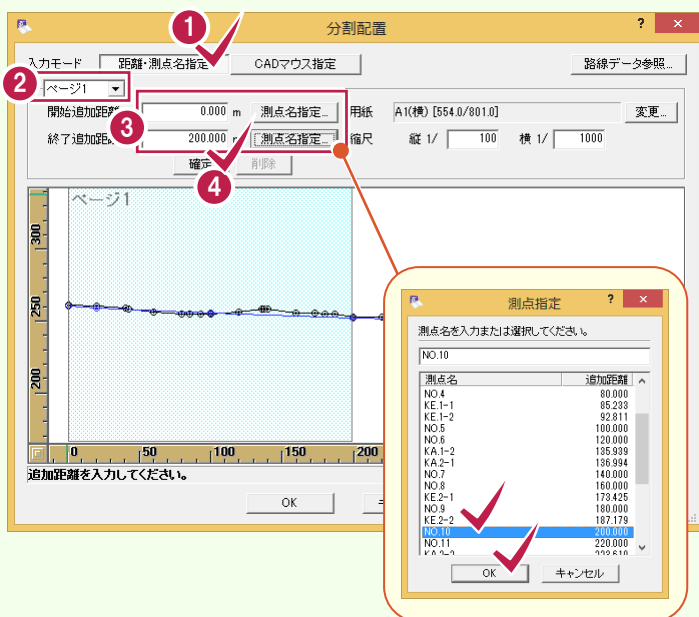 分割配置 ? ×
1
入力モード 距離・測点名指定 CADマウス指定 路線データ参照...
2
ページ1
開始追加距離 0.000 m 測点名指定... 用紙 A1(横) [554.0/801.0] 変更...
3
終了追加距離 200.000 m 測点名指定... 縮尺 縦 1/ 100 横 1/ 1000
確定 削除
4
ページ1
300
250
200
0 50 100 150 200
追加距離を入力してください。
OK
測点指定 ? ×
測点名を入力または選択してください。
NO.10
測点名 追加距離
NO.4 80.000
KE.1-1 85.233
KE.1-2 92.811
NO.5 100.000
NO.6 120.000
KA.1-2 135.939
KA.2-1 136.994
NO.7 140.000
NO.8 160.000
KE.2-1 173.425
NO.9 180.000
KE.2-2 187.179
NO.10 200.000
NO.11 220.000
KA.2-2 223.610
OK キャンセル